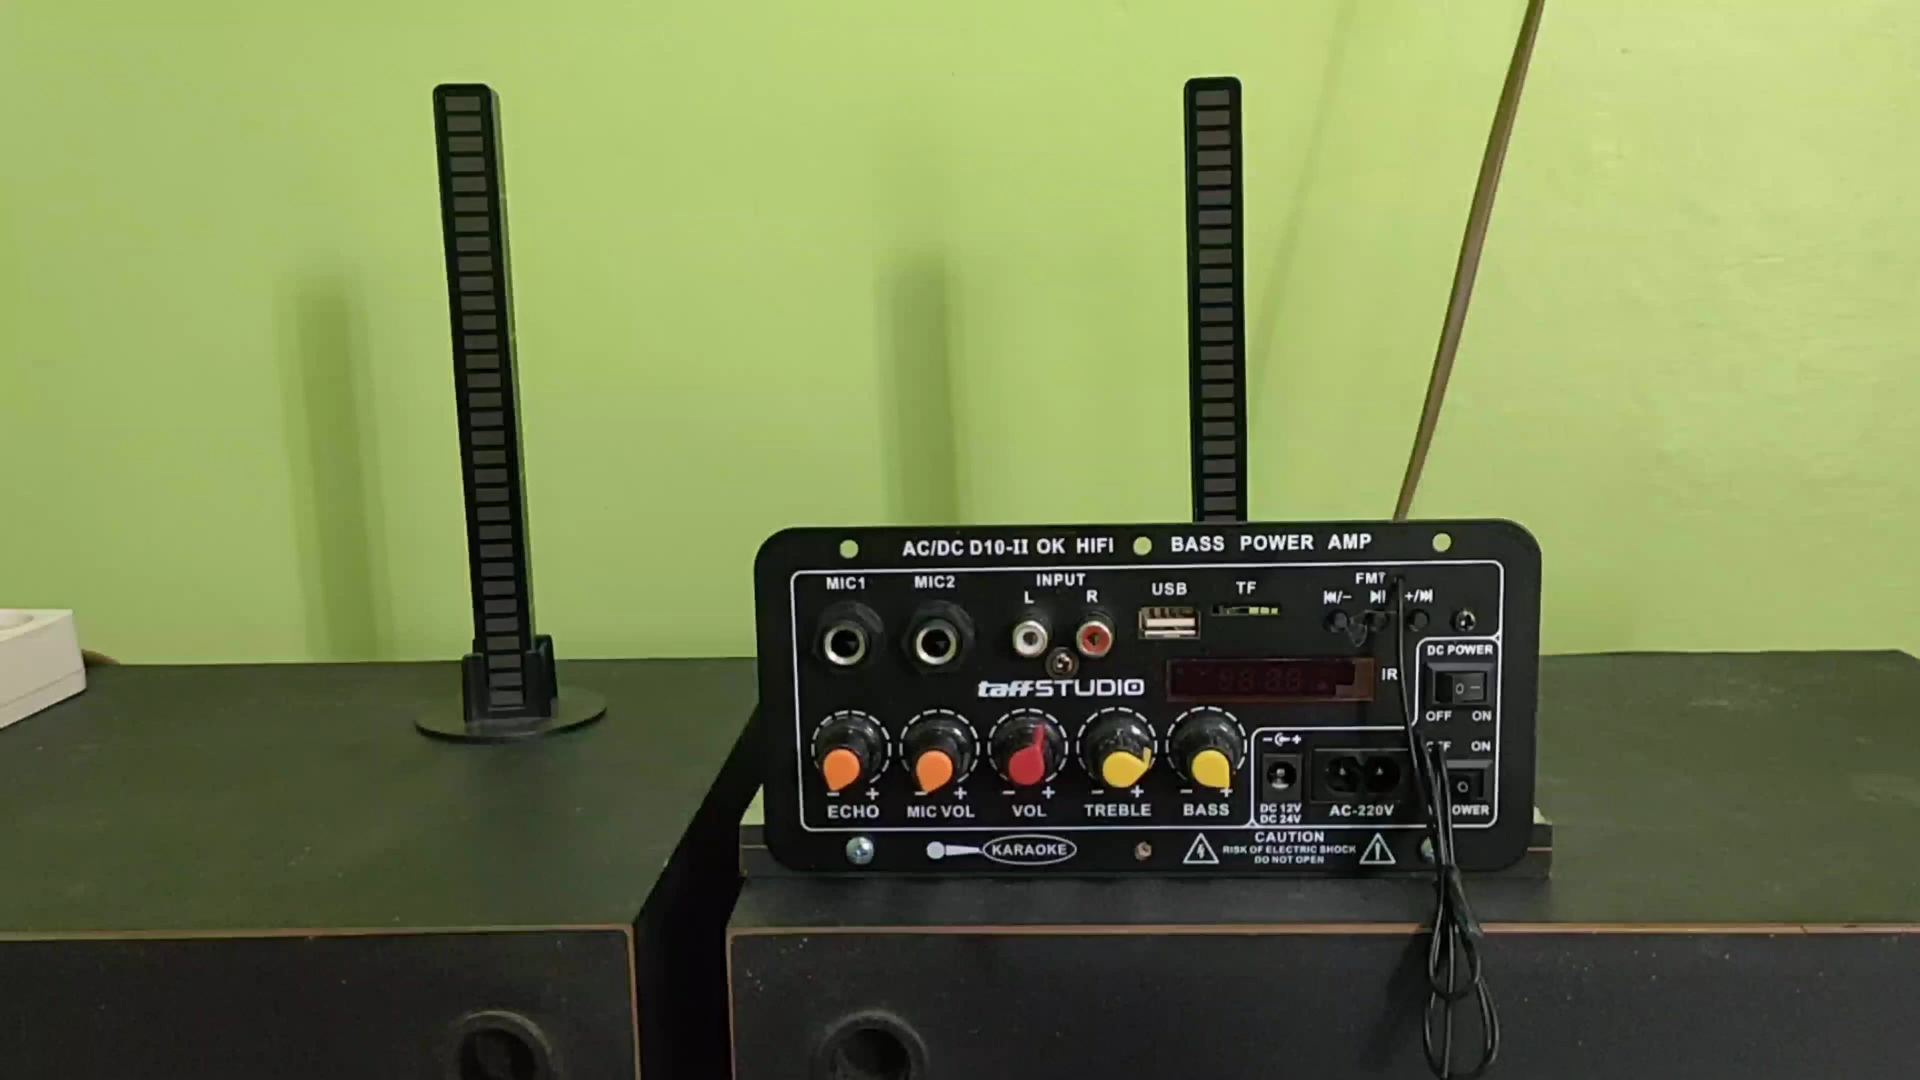 AC/DC D10-II OK HIFI BASS POWER AMP
MIC1 MIC2 INPUT USB TF FMT
L R
⏮/− ⏯ +/⏭
IR
taffSTUDIO
DC POWER
OFF ON
ON
− +
− + − + − + − + − +
ECHO MIC VOL VOL TREBLE BASS
DC 12V
DC 24V
AC-220V
KARAOKE
CAUTION
RISK OF ELECTRIC SHOCK
DO NOT OPEN